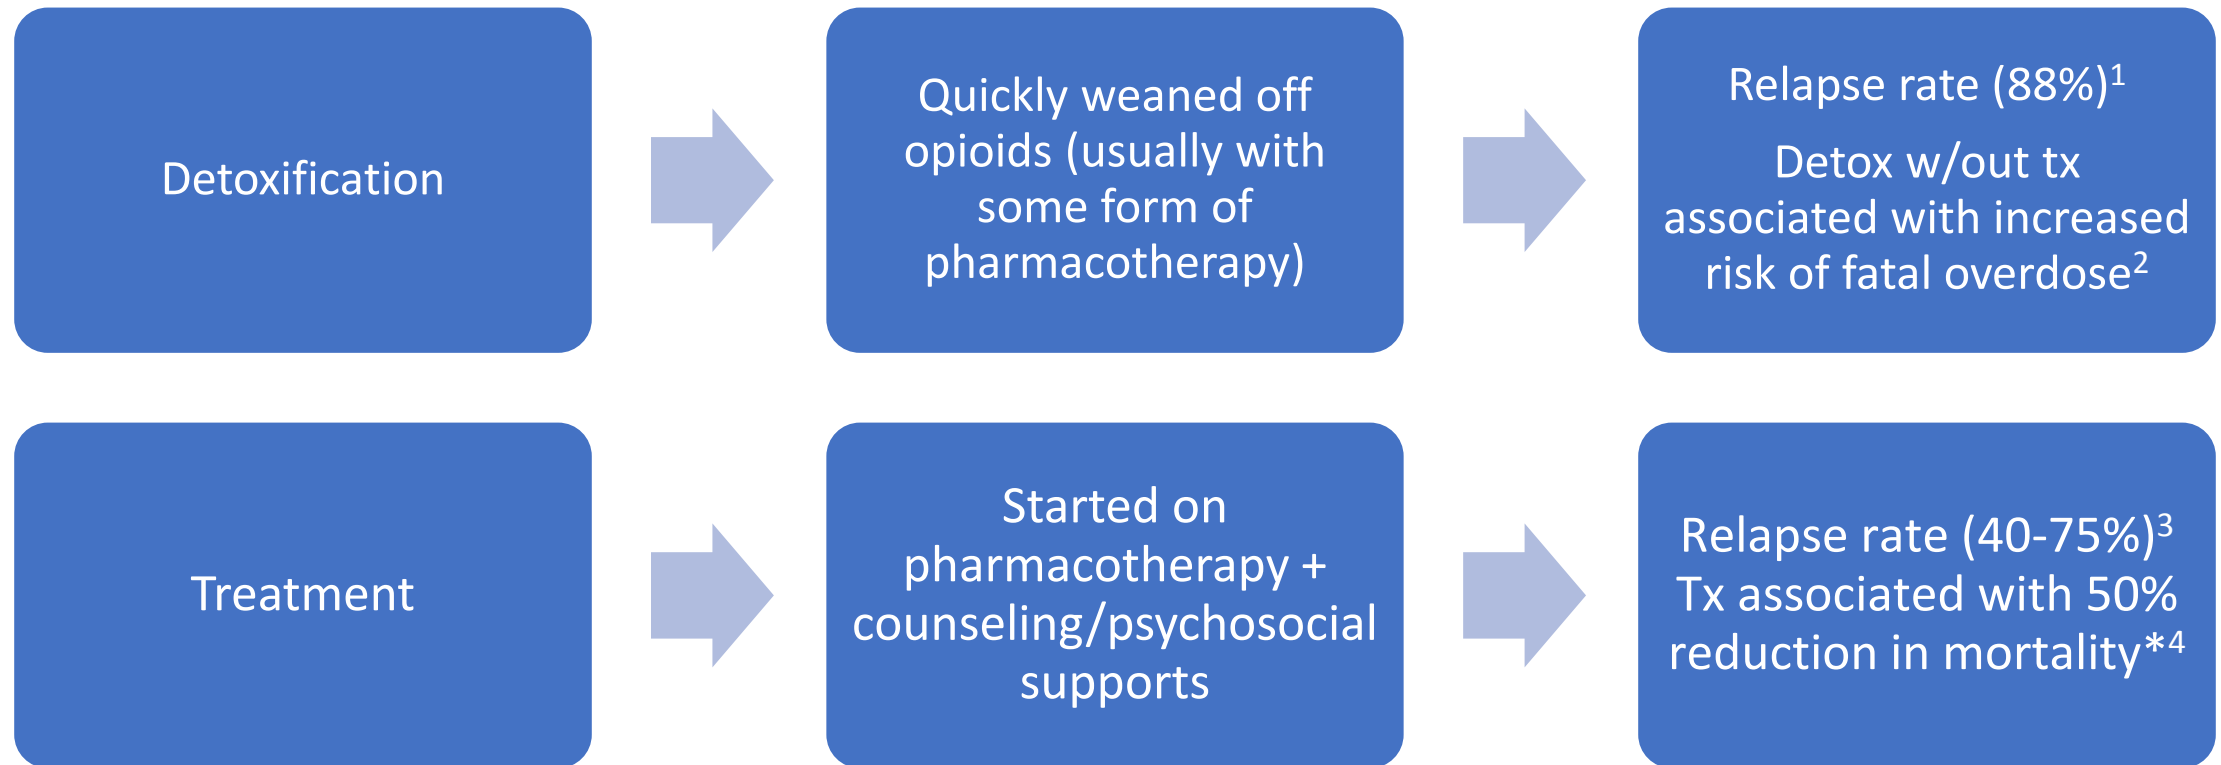 Detoxification
Quickly weaned off
opioids (usually with
some form of
pharmacotherapy)
Relapse rate (88%)¹
Detox w/out tx
associated with increased
risk of fatal overdose²
Treatment
Started on
pharmacotherapy +
counseling/psychosocial
supports
Relapse rate (40-75%)³
Tx associated with 50%
reduction in mortality*⁴